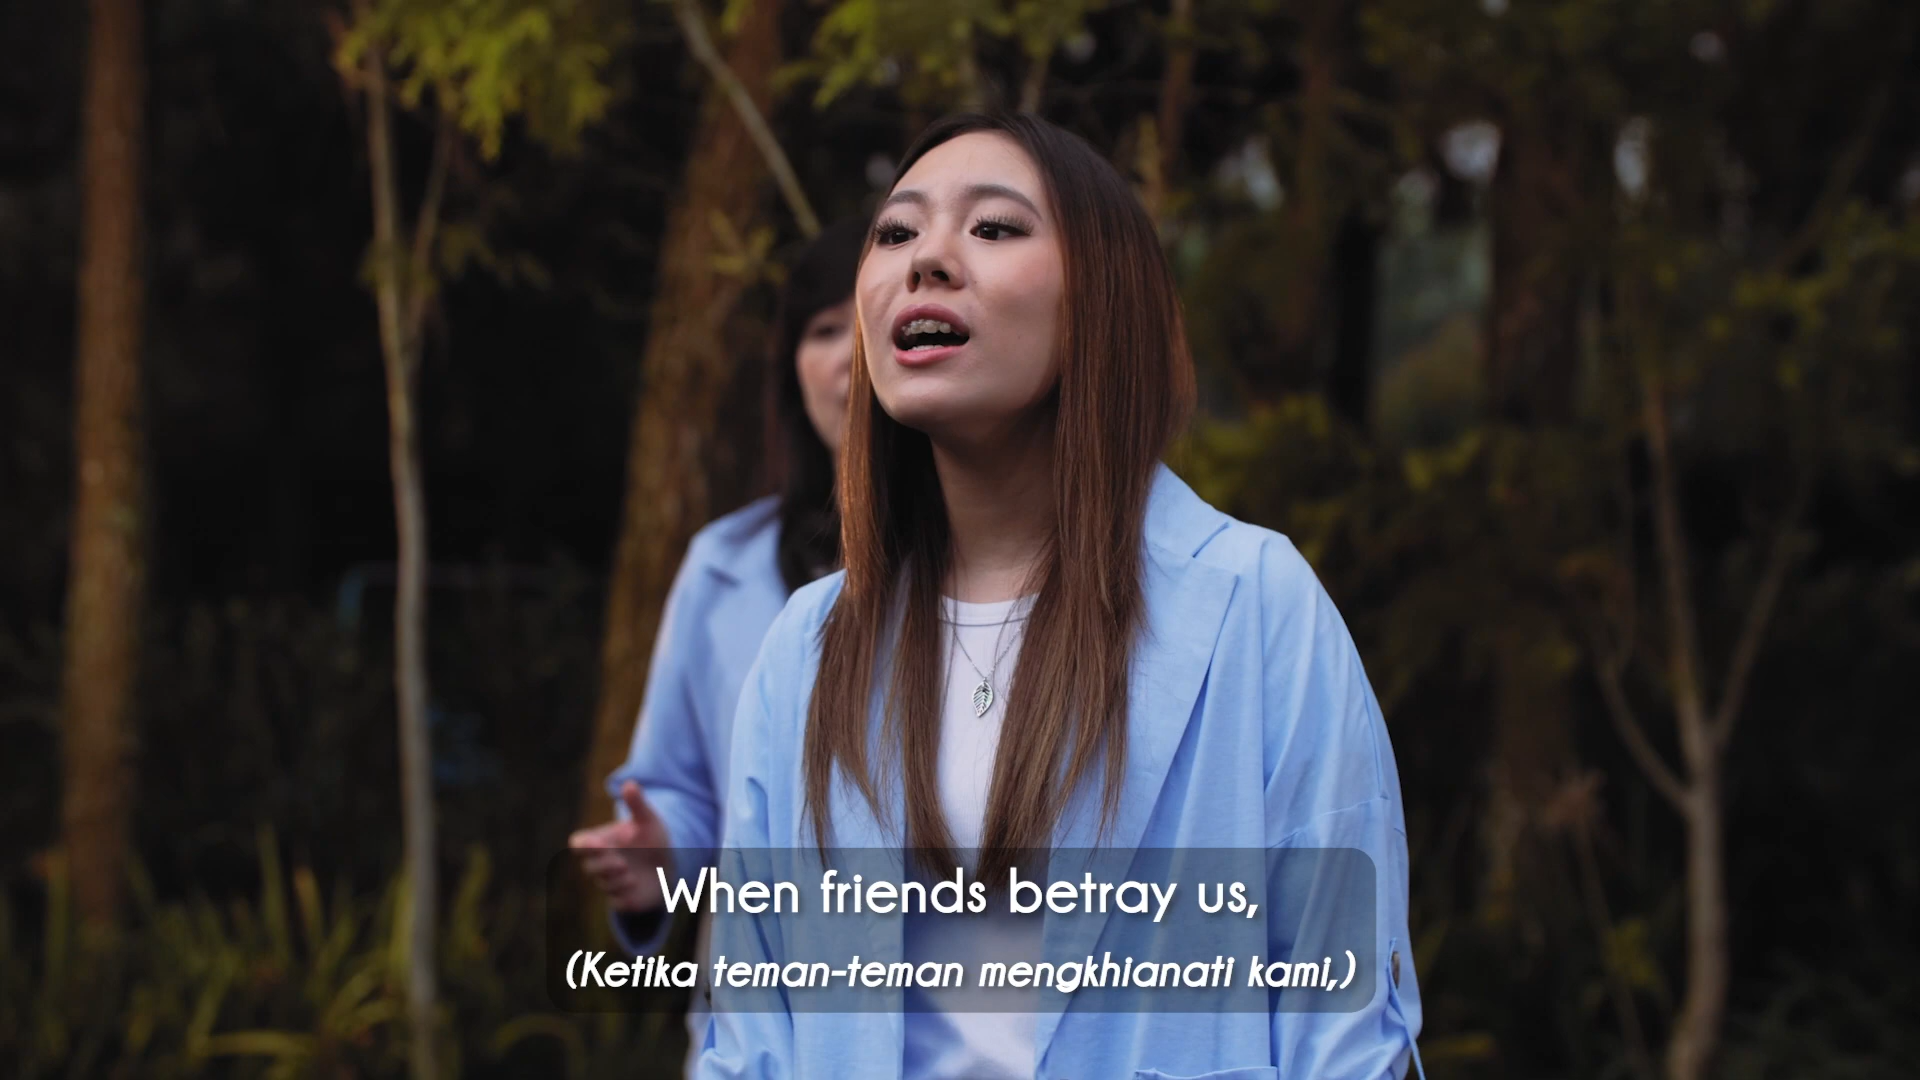 When friends betray us,
(Ketika teman-teman mengkhianati kami,)